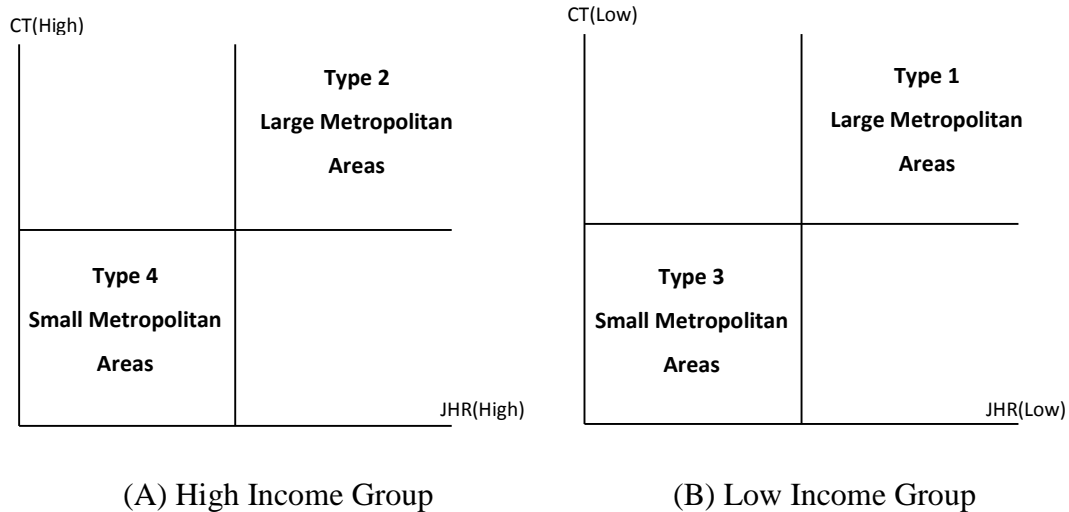 CT(High)
Type 2
Large Metropolitan
Areas
Type 4
Small Metropolitan
Areas
JHR(High)
(A) High Income Group
CT(Low)
Type 1
Large Metropolitan
Areas
Type 3
Small Metropolitan
Areas
JHR(Low)
(B) Low Income Group